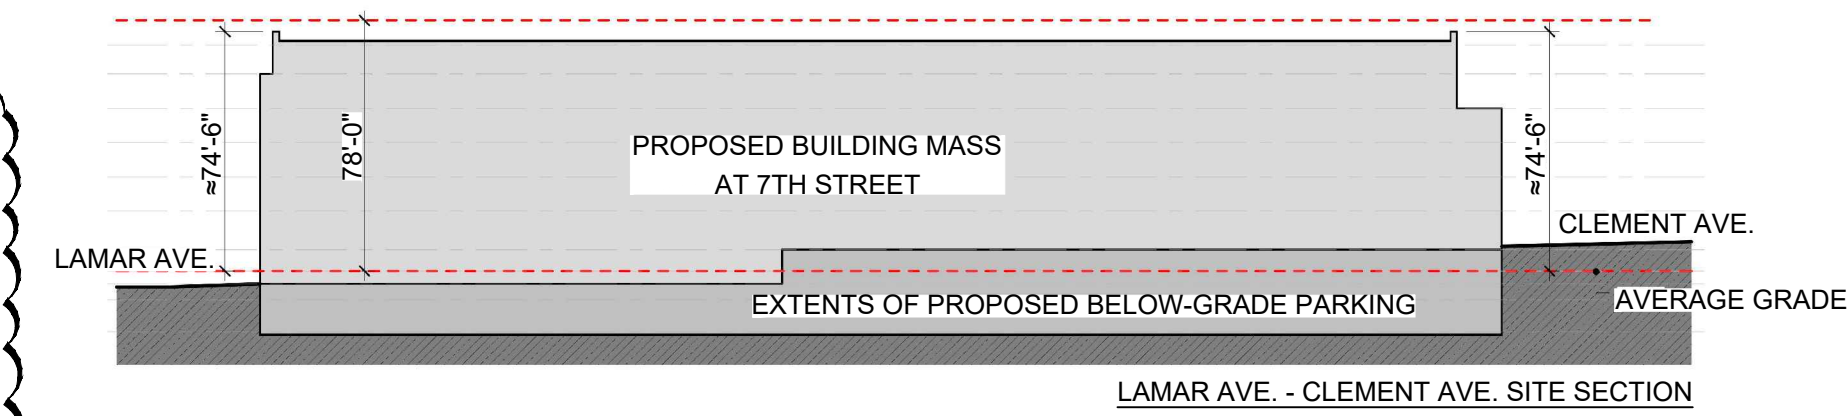 ≈74'-6"
78'-0"
PROPOSED BUILDING MASS
AT 7TH STREET
≈74'-6"
CLEMENT AVE.
LAMAR AVE.
EXTENTS OF PROPOSED BELOW-GRADE PARKING
AVERAGE GRADE
LAMAR AVE. - CLEMENT AVE. SITE SECTION